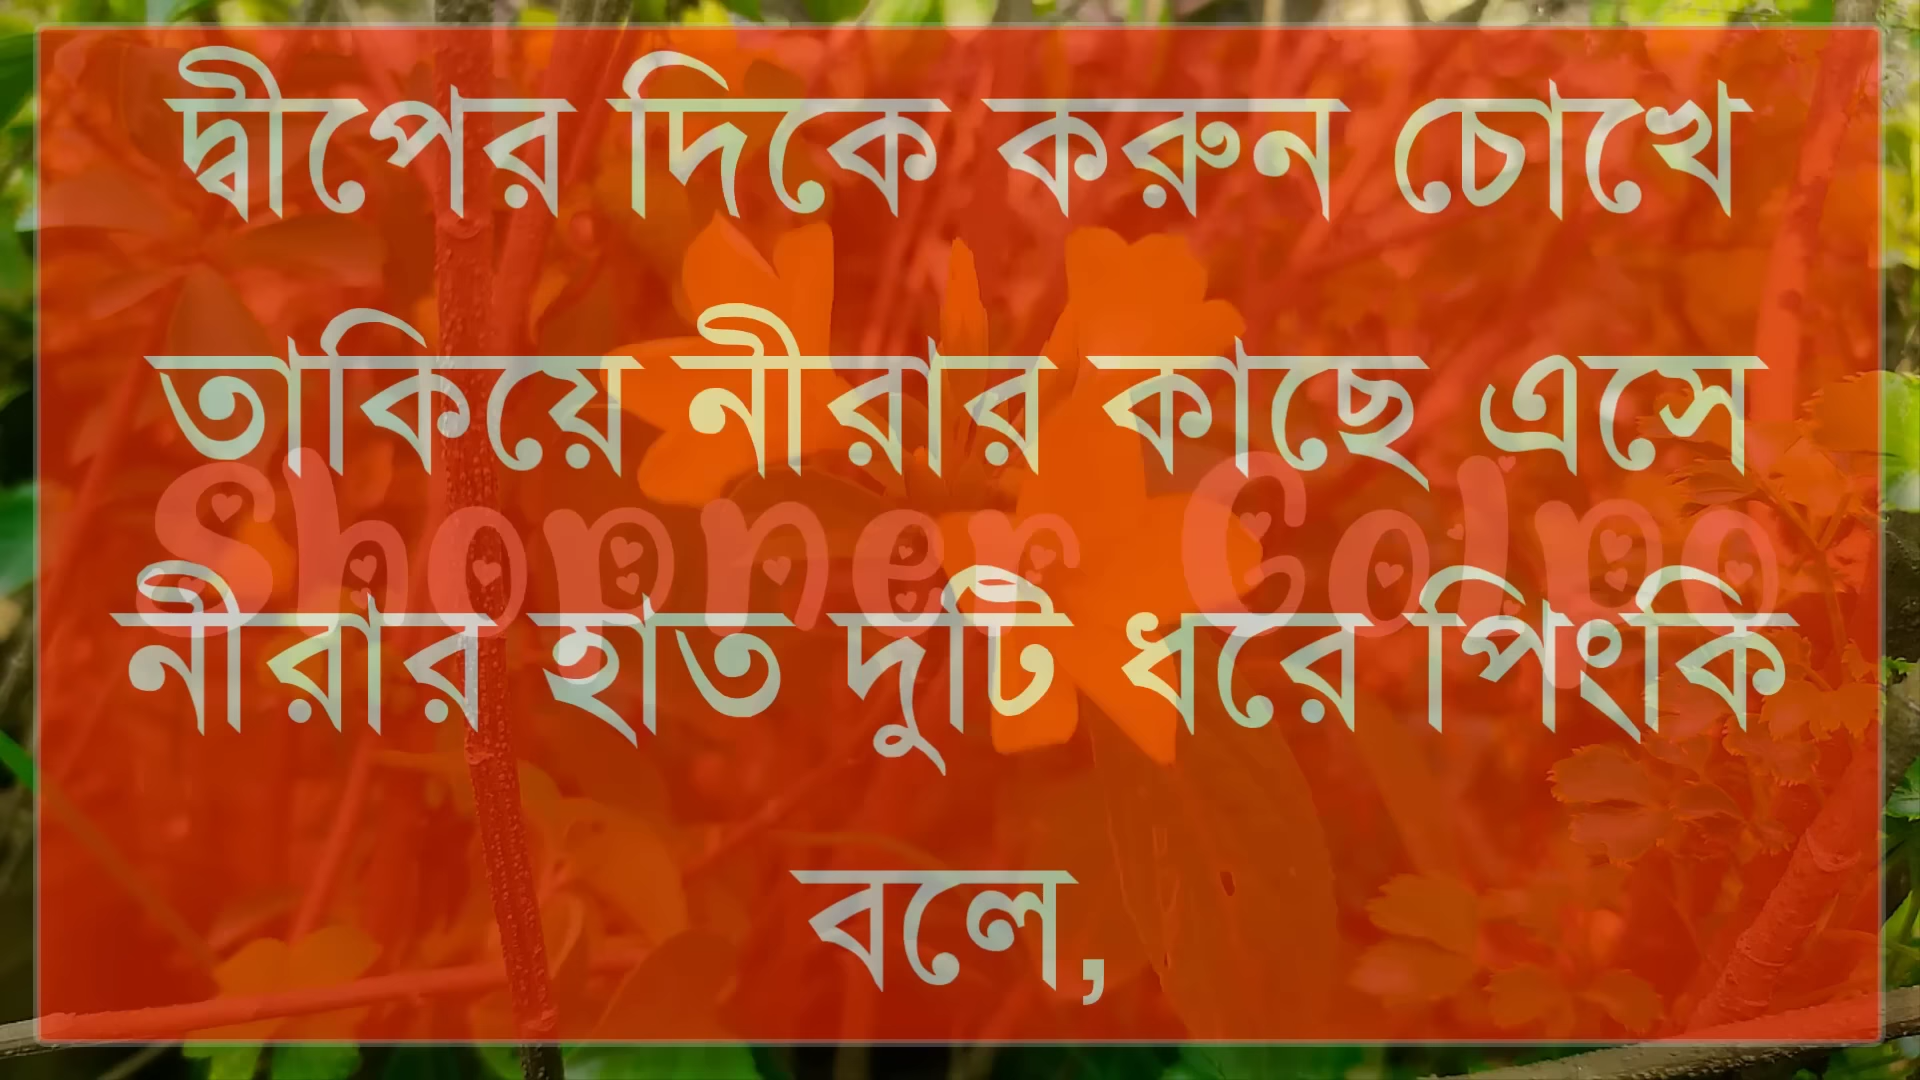 দ্বীপের দিকে করুন চোখে
তাকিয়ে নীরার কাছে এসে
Shopner Golpo
নীরার হাত দুটি ধরে পিংকি
বলে,